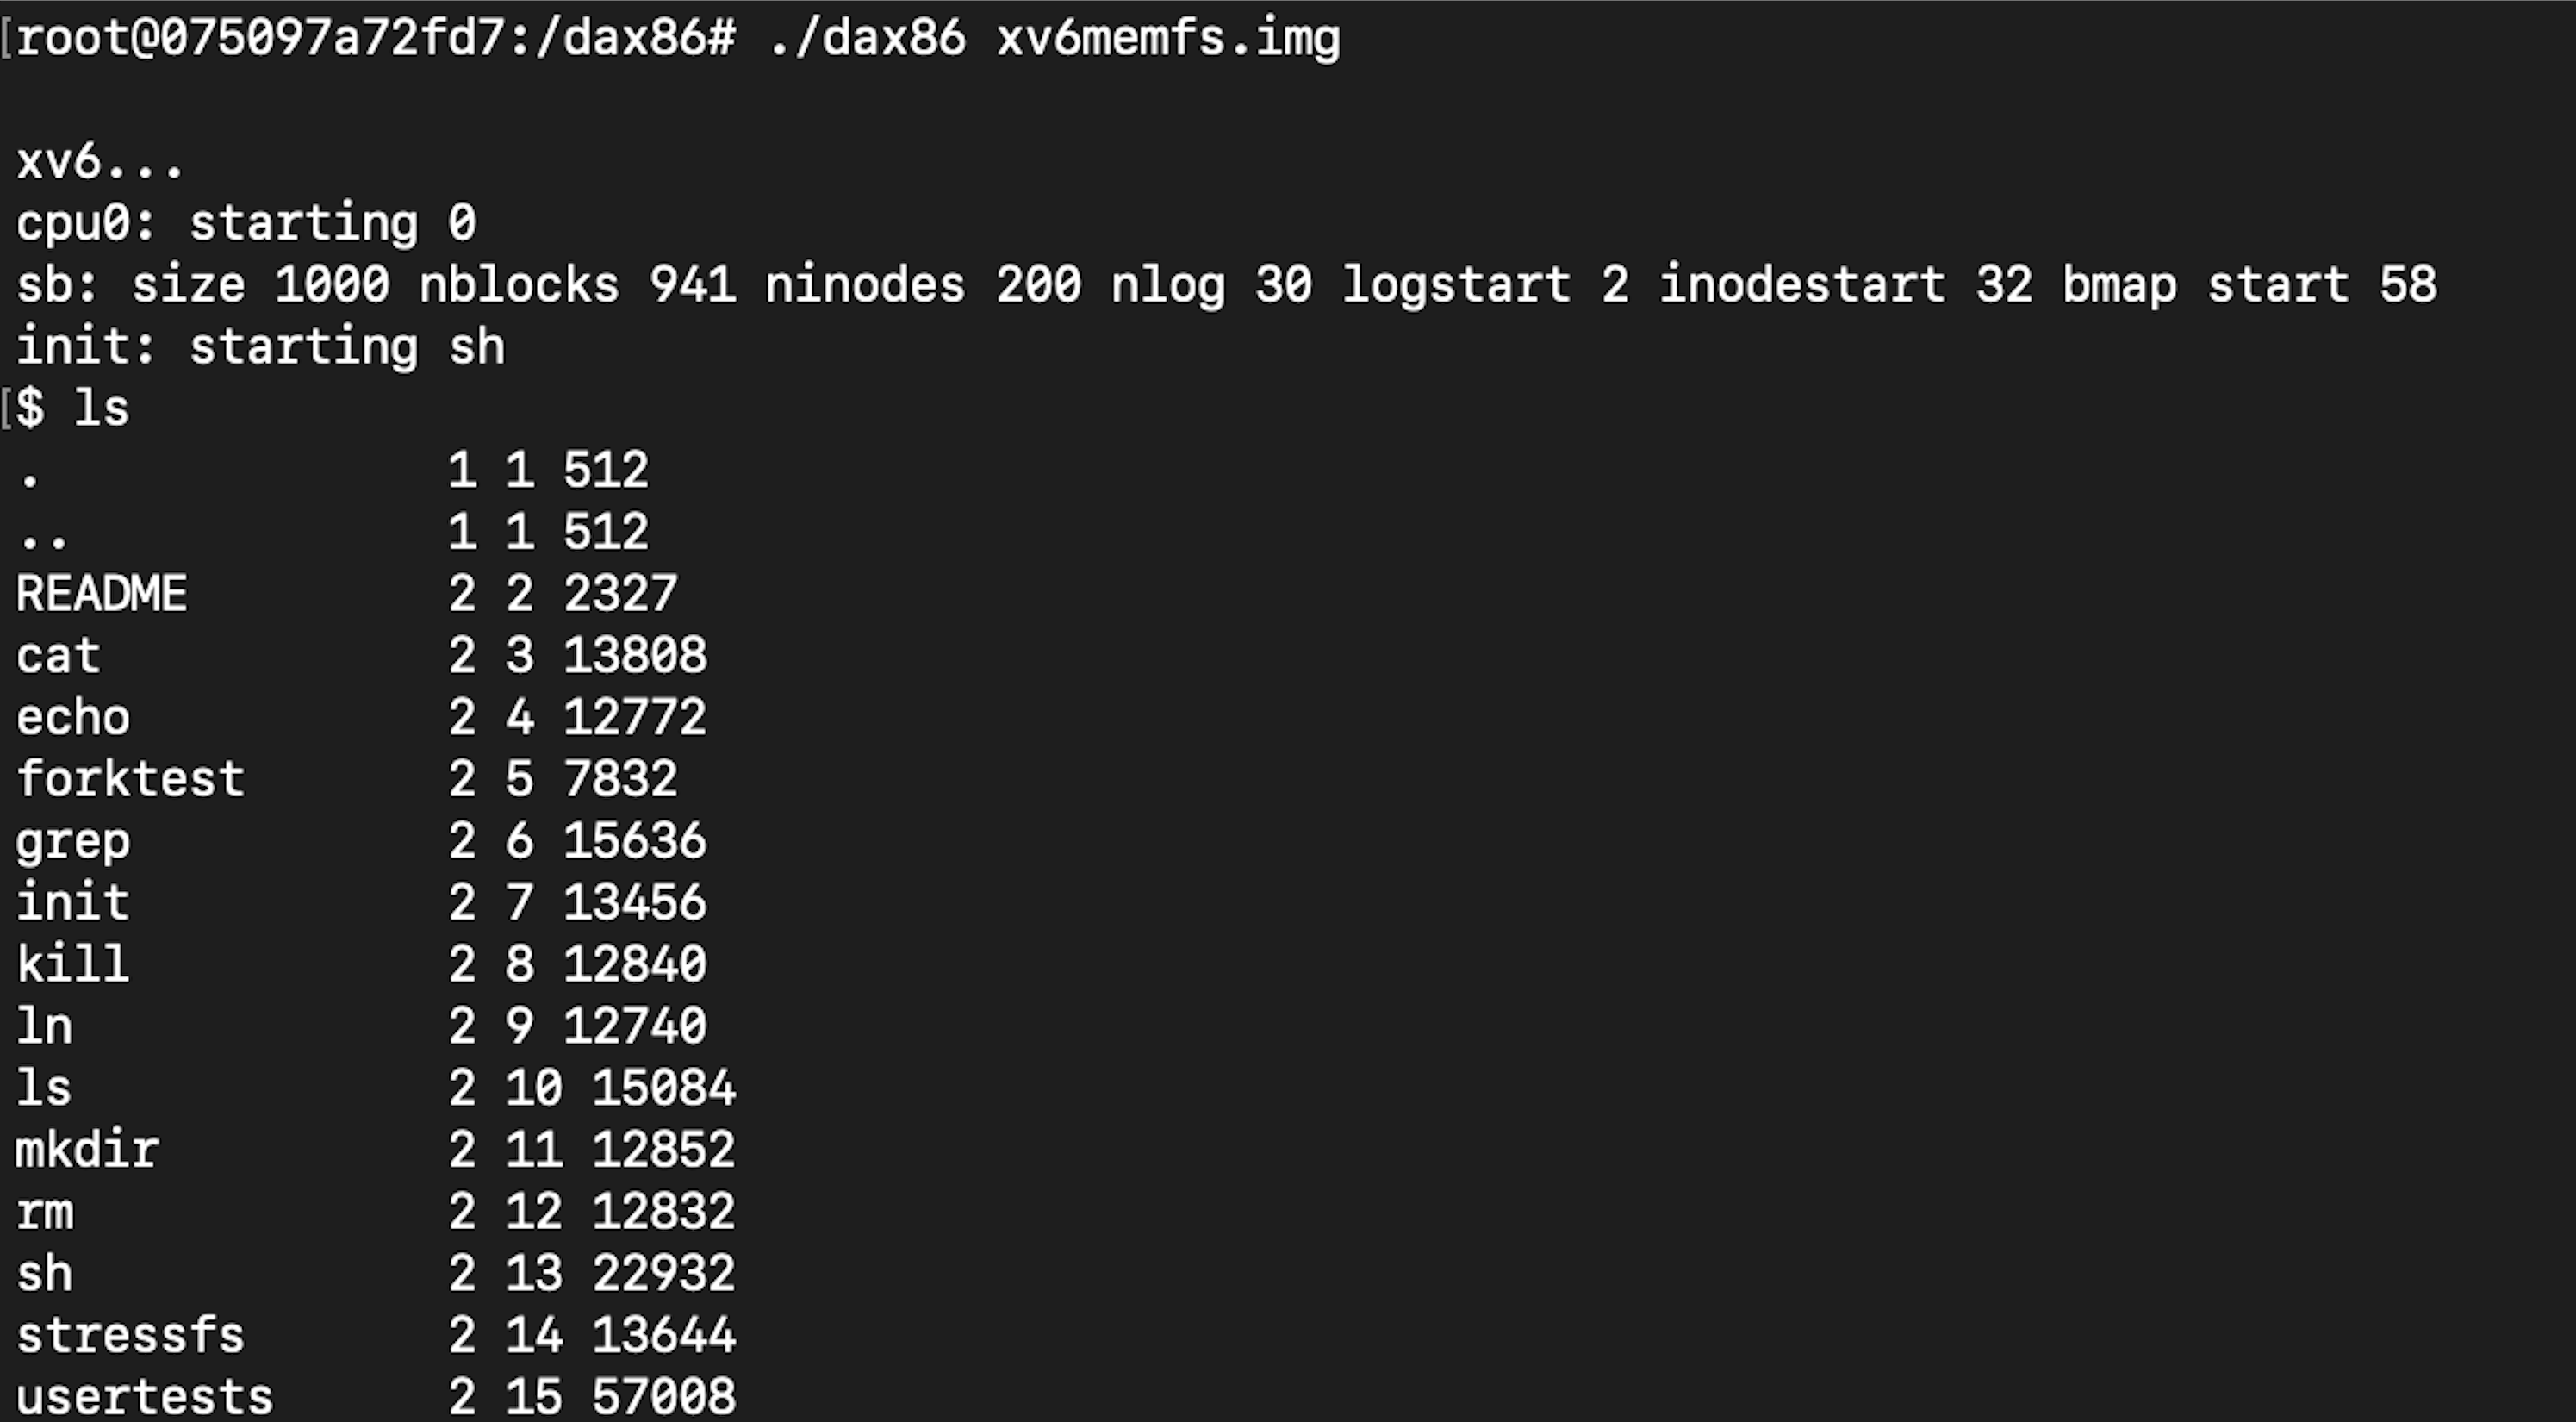 [root@075097a72fd7:/dax86# ./dax86 xv6memfs.img
xv6...
cpu0: starting 0
sb: size 1000 nblocks 941 ninodes 200 nlog 30 logstart 2 inodestart 32 bmap start 58
init: starting sh
[$ ls
.              1 1 512
..             1 1 512
README         2 2 2327
cat            2 3 13808
echo           2 4 12772
forktest       2 5 7832
grep           2 6 15636
init           2 7 13456
kill           2 8 12840
ln             2 9 12740
ls             2 10 15084
mkdir          2 11 12852
rm             2 12 12832
sh             2 13 22932
stressfs       2 14 13644
usertests      2 15 57008